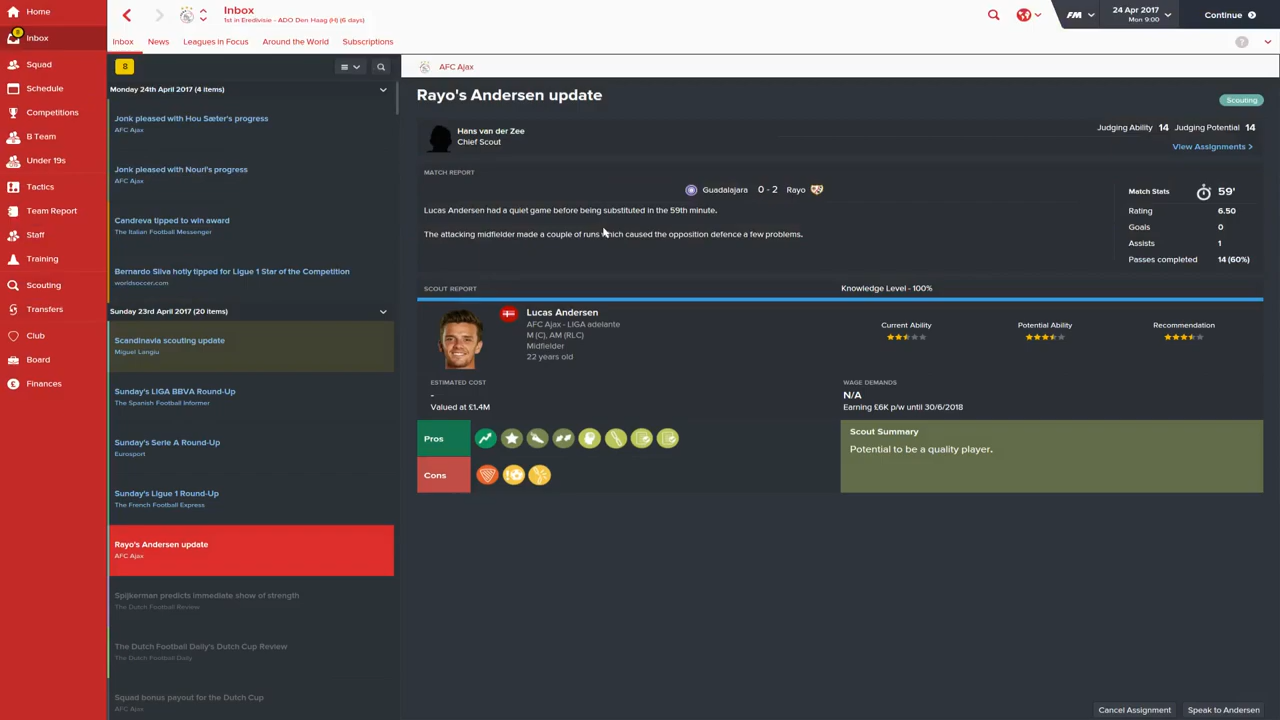 Home
8
Inbox
Squad
Schedule
Competitions
B Team
Under 19s
Tactics
Team Report
Staff
Training
Scouting
Transfers
Club
Board
Finances
Inbox
1st in Eredivisie - ADO Den Haag (H) (6 days)
FM
24 Apr 2017
Mon 9:00
Continue
Inbox
News
Leagues in Focus
Around the World
Subscriptions
?
8
Monday 24th April 2017 (4 items)
Jonk pleased with Hou Sæter's progress
AFC Ajax
Jonk pleased with Nouri's progress
AFC Ajax
Candreva tipped to win award
The Italian Football Messenger
Bernardo Silva hotly tipped for Ligue 1 Star of the Competition
worldsoccer.com
Sunday 23rd April 2017 (20 items)
Scandinavia scouting update
Miguel Langiu
Sunday's LIGA BBVA Round-Up
The Spanish Football Informer
Sunday's Serie A Round-Up
Eurosport
Sunday's Ligue 1 Round-Up
The French Football Express
Rayo's Andersen update
AFC Ajax
Spijkerman predicts immediate show of strength
The Dutch Football Review
The Dutch Football Daily's Dutch Cup Review
The Dutch Football Daily
Squad bonus payout for the Dutch Cup
AFC Ajax
AFC Ajax
Rayo's Andersen update
Scouting
Hans van der Zee
Chief Scout
Judging Ability 14 Judging Potential 14
View Assignments >
MATCH REPORT
Guadalajara 0 - 2 Rayo
Lucas Andersen had a quiet game before being substituted in the 59th minute.
The attacking midfielder made a couple of runs which caused the opposition defence a few problems.
Match Stats 59'
Rating 6.50
Goals 0
Assists 1
Passes completed 14 (60%)
SCOUT REPORT
Knowledge Level - 100%
Lucas Andersen
AFC Ajax - LIGA adelante
M (C), AM (RLC)
Midfielder
22 years old
Current Ability
Potential Ability
Recommendation
ESTIMATED COST
-
Valued at £1.4M
WAGE DEMANDS
N/A
Earning £6K p/w until 30/6/2018
Pros
Cons
Scout Summary
Potential to be a quality player.
Cancel Assignment
Speak to Andersen